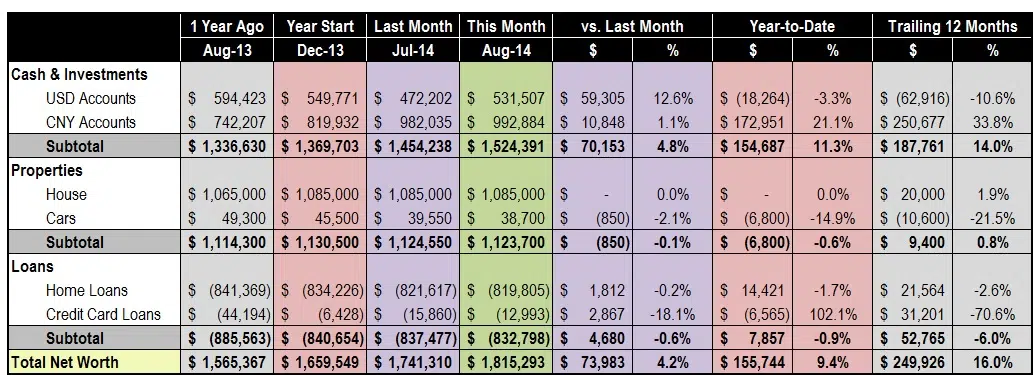 1 Year Ago Year Start Last Month This Month vs. Last Month Year-to-Date Trailing 12 Months
Aug-13 Dec-13 Jul-14 Aug-14 $ % $ % $ %
Cash & Investments
USD Accounts $ 594,423 $ 549,771 $ 472,202 $ 531,507 $ 59,305 12.6% $ (18,264) -3.3% $ (62,916) -10.6%
CNY Accounts $ 742,207 $ 819,932 $ 982,035 $ 992,884 $ 10,848 1.1% $ 172,951 21.1% $ 250,677 33.8%
Subtotal $ 1,336,630 $ 1,369,703 $ 1,454,238 $ 1,524,391 $ 70,153 4.8% $ 154,687 11.3% $ 187,761 14.0%
Properties
House $ 1,065,000 $ 1,085,000 $ 1,085,000 $ 1,085,000 $ - 0.0% $ - 0.0% $ 20,000 1.9%
Cars $ 49,300 $ 45,500 $ 39,550 $ 38,700 $ (850) -2.1% $ (6,800) -14.9% $ (10,600) -21.5%
Subtotal $ 1,114,300 $ 1,130,500 $ 1,124,550 $ 1,123,700 $ (850) -0.1% $ (6,800) -0.6% $ 9,400 0.8%
Loans
Home Loans $ (841,369) $ (834,226) $ (821,617) $ (819,805) $ 1,812 -0.2% $ 14,421 -1.7% $ 21,564 -2.6%
Credit Card Loans $ (44,194) $ (6,428) $ (15,860) $ (12,993) $ 2,867 -18.1% $ (6,565) 102.1% $ 31,201 -70.6%
Subtotal $ (885,563) $ (840,654) $ (837,477) $ (832,798) $ 4,680 -0.6% $ 7,857 -0.9% $ 52,765 -6.0%
Total Net Worth $ 1,565,367 $ 1,659,549 $ 1,741,310 $ 1,815,293 $ 73,983 4.2% $ 155,744 9.4% $ 249,926 16.0%